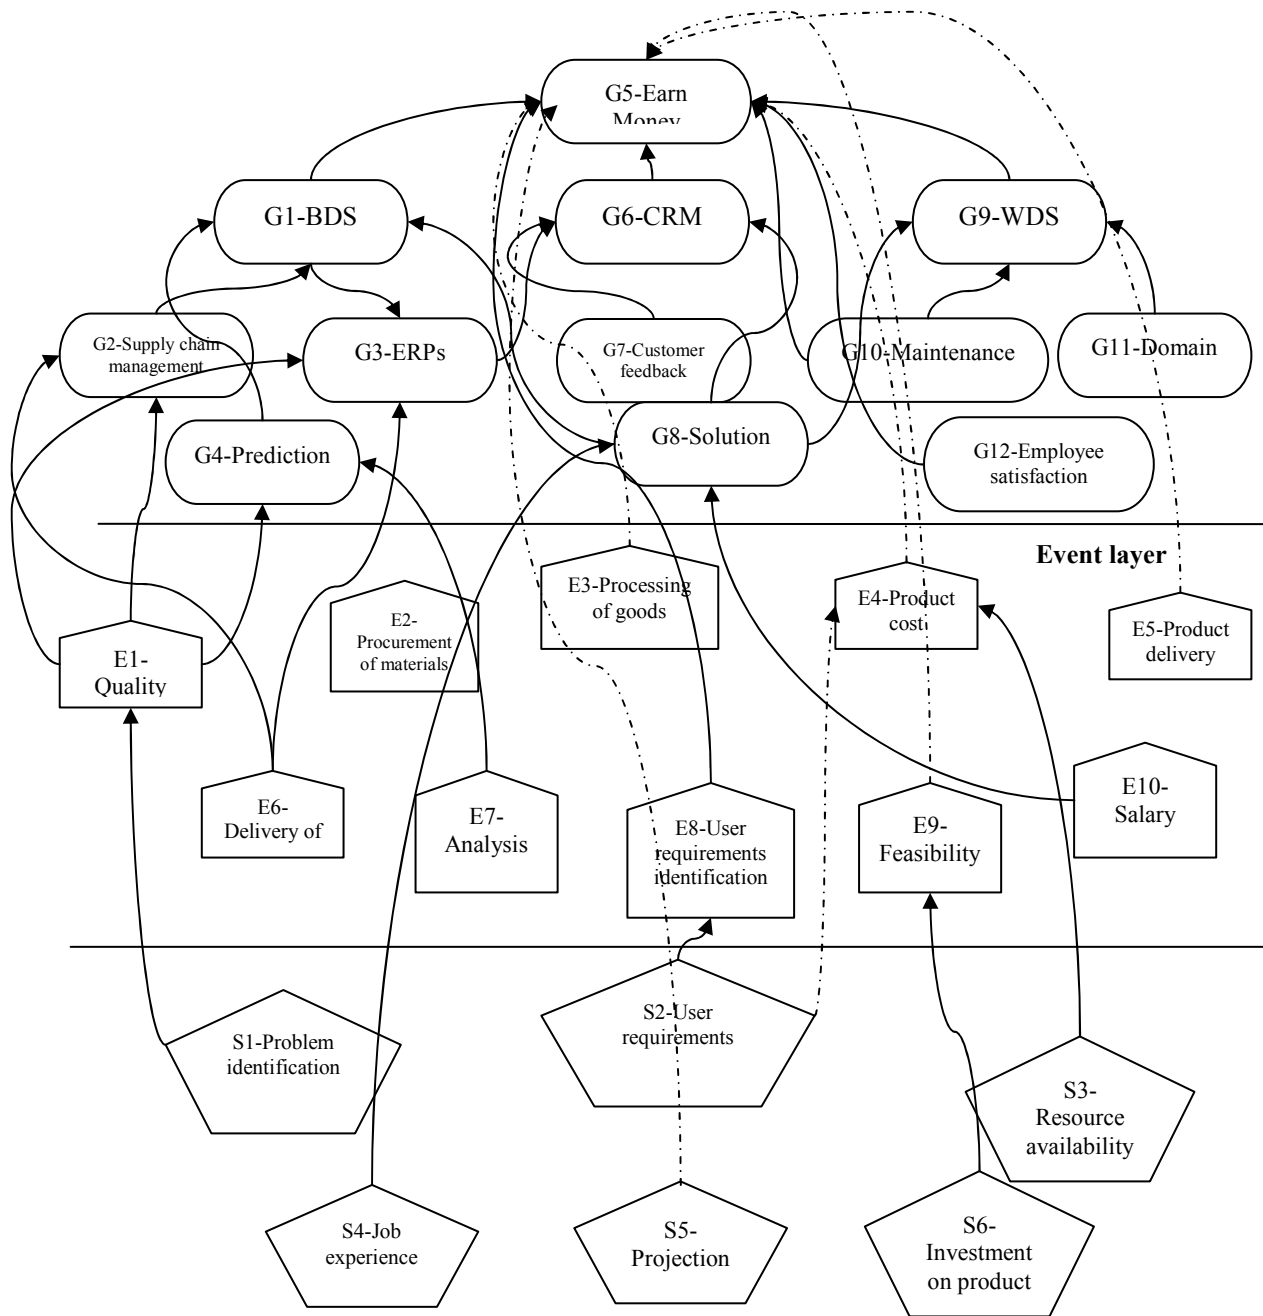 G5-Earn
Money
G1-BDS
G6-CRM
G9-WDS
G2-Supply chain
management
G3-ERPs
G7-Customer
feedback
G10-Maintenance
G11-Domain
G4-Prediction
G8-Solution
G12-Employee
satisfaction
Event layer
E1-
Quality
E2-
Procurement
of materials
E3-Processing
of goods
E4-Product
cost
E5-Product
delivery
E6-
Delivery of
E7-
Analysis
E8-User
requirements
identification
E9-
Feasibility
E10-
Salary
S1-Problem
identification
S2-User
requirements
S3-
Resource
availability
S4-Job
experience
S5-
Projection
S6-
Investment
on product